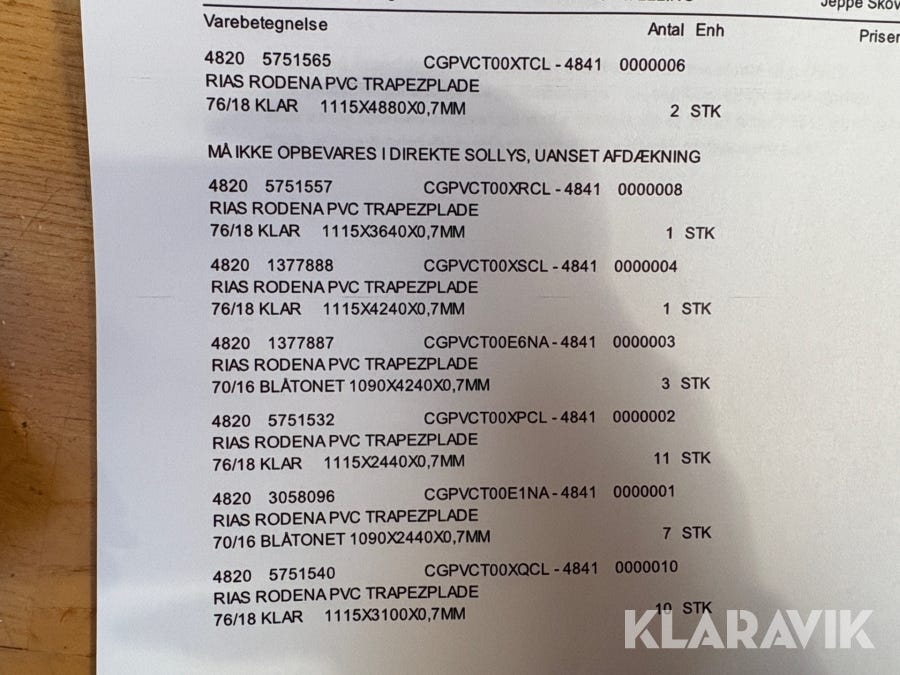 Jeppe Skov
Varebetegnelse Antal Enh Priser
4820 5751565 CGPVCT00XTCL - 4841 0000006
RIAS RODENA PVC TRAPEZPLADE
76/18 KLAR 1115X4880X0,7MM 2 STK
MÅ IKKE OPBEVARES I DIREKTE SOLLYS, UANSET AFDÆKNING
4820 5751557 CGPVCT00XRCL - 4841 0000008
RIAS RODENA PVC TRAPEZPLADE
76/18 KLAR 1115X3640X0,7MM 1 STK
4820 1377888 CGPVCT00XSCL - 4841 0000004
RIAS RODENA PVC TRAPEZPLADE
76/18 KLAR 1115X4240X0,7MM 1 STK
4820 1377887 CGPVCT00E6NA - 4841 0000003
RIAS RODENA PVC TRAPEZPLADE
70/16 BLÅTONET 1090X4240X0,7MM 3 STK
4820 5751532 CGPVCT00XPCL - 4841 0000002
RIAS RODENA PVC TRAPEZPLADE
76/18 KLAR 1115X2440X0,7MM 11 STK
4820 3058096 CGPVCT00E1NA - 4841 0000001
RIAS RODENA PVC TRAPEZPLADE
70/16 BLÅTONET 1090X2440X0,7MM 7 STK
4820 5751540 CGPVCT00XQCL - 4841 0000010
RIAS RODENA PVC TRAPEZPLADE
76/18 KLAR 1115X3100X0,7MM 10 STK
KLARAVIK